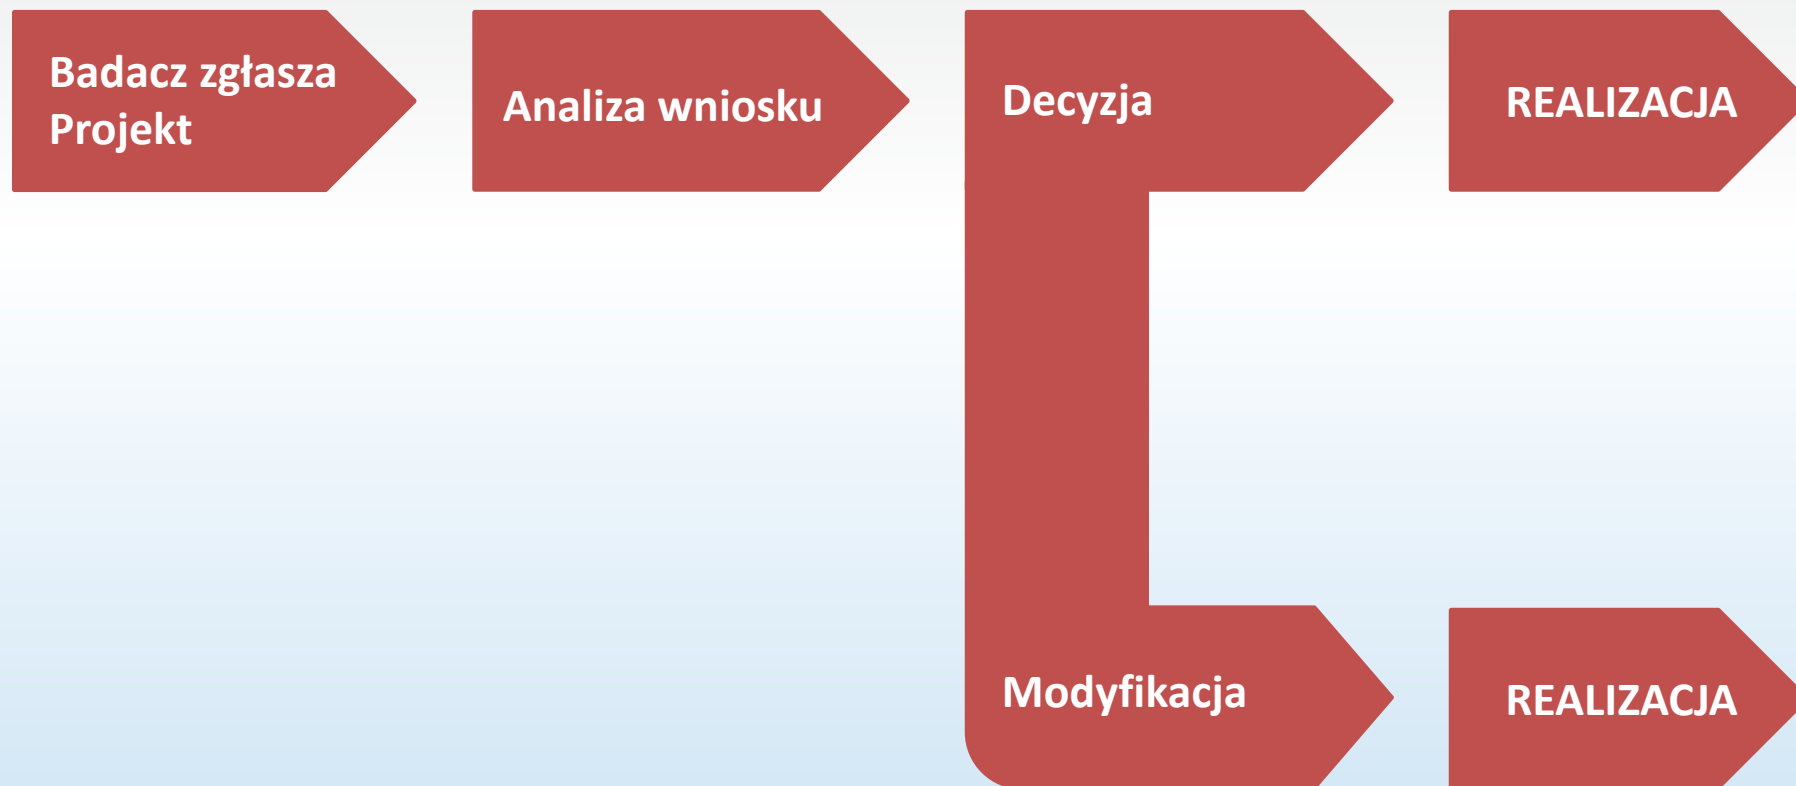 Badacz zgłasza
Projekt
Analiza wniosku
Decyzja
REALIZACJA
Modyfikacja
REALIZACJA